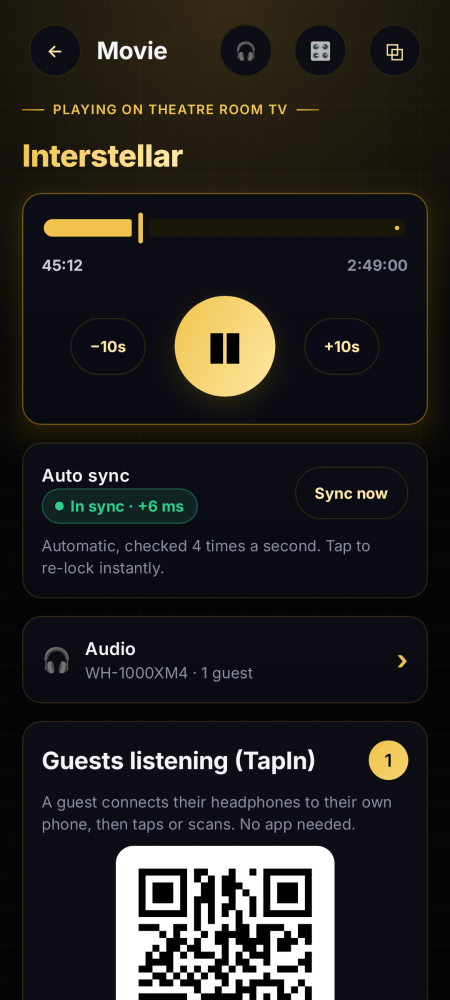 Movie
PLAYING ON THEATRE ROOM TV
Interstellar
45:12
2:49:00
−10s
+10s
Auto sync
In sync · +6 ms
Sync now
Automatic, checked 4 times a second. Tap to
re-lock instantly.
Audio
WH-1000XM4 · 1 guest
Guests listening (TapIn)
1
A guest connects their headphones to their own
phone, then taps or scans. No app needed.